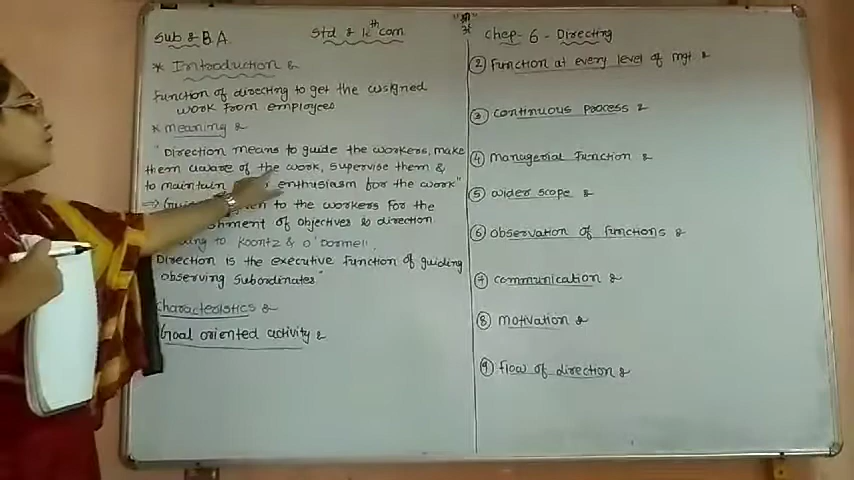 Sub : B.A.
Std : 12th com
"શ્રી"
Chap-6 - Directing
* Introduction :
Function of directing to get the assigned
work from employees
* Meaning :
"Direction means to guide the workers, make
them aware of the work, supervise them &
to maintain enthusiasm for the work"
to the workers for the
of objectives is direction
to Koontz & O'Donnell.
Direction is the executive function of guiding
observing subordinates"
Characteristics :
Goal oriented activity :
(2) Function at every level of mgt :
(3) Continuous Process :
(4) Managerial Function :
(5) Wider scope :
(6) Observation of functions :
(7) Communication :
(8) Motivation :
(9) Flow of direction :